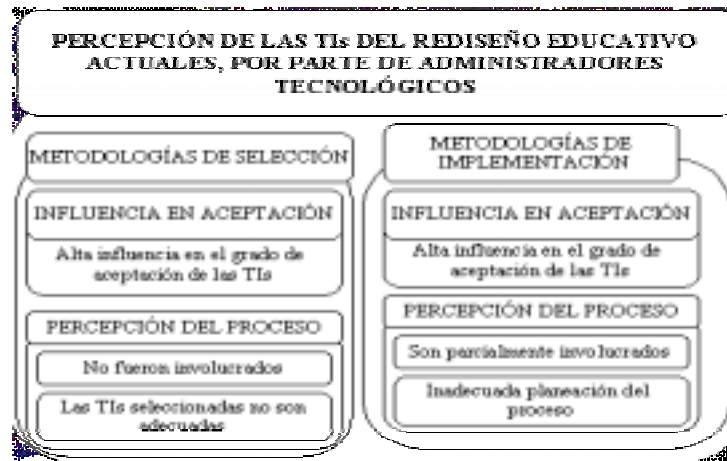 PERCEPCIÓN DE LAS TIs DEL REDISEÑO EDUCATIVO
ACTUALES, POR PARTE DE ADMINISTRADORES
TECNOLÓGICOS
METODOLOGÍAS DE SELECCIÓN
INFLUENCIA EN ACEPTACIÓN
Alta influencia en el grado de
aceptación de las TIs
PERCEPCIÓN DEL PROCESO
No fueron involucrados
Las TIs seleccionadas no son
adecuadas
METODOLOGÍAS DE
IMPLEMENTACIÓN
INFLUENCIA EN ACEPTACIÓN
Alta influencia en el grado de
aceptación de las TIs
PERCEPCIÓN DEL PROCESO
Son parcialmente involucrados
Inadecuada planeación del
proceso